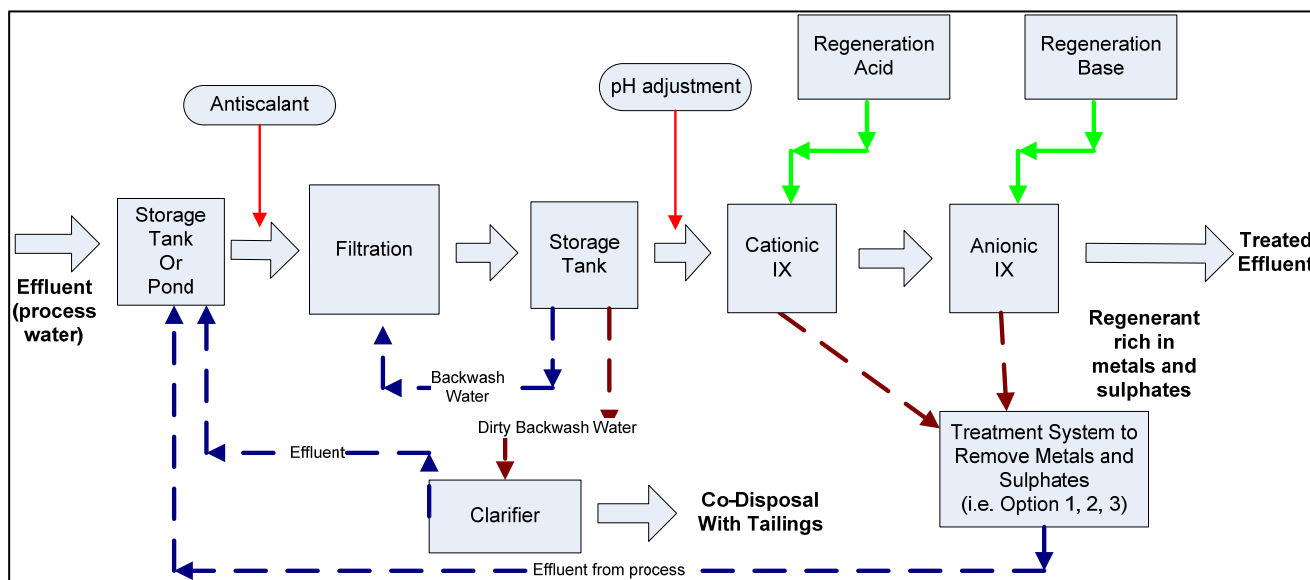 Regeneration
Acid
Regeneration
Base
pH adjustment
Antiscalant
Storage
Tank
Or
Pond
Filtration
Storage
Tank
Cationic
IX
Anionic
IX
Treated
Effluent
Effluent
(process
water)
Regenerant
rich in
metals and
sulphates
Backwash
Water
Dirty Backwash Water
Effluent
Clarifier
Co-Disposal
With Tailings
Treatment System to
Remove Metals and
Sulphates
(i.e. Option 1, 2, 3)
Effluent from process